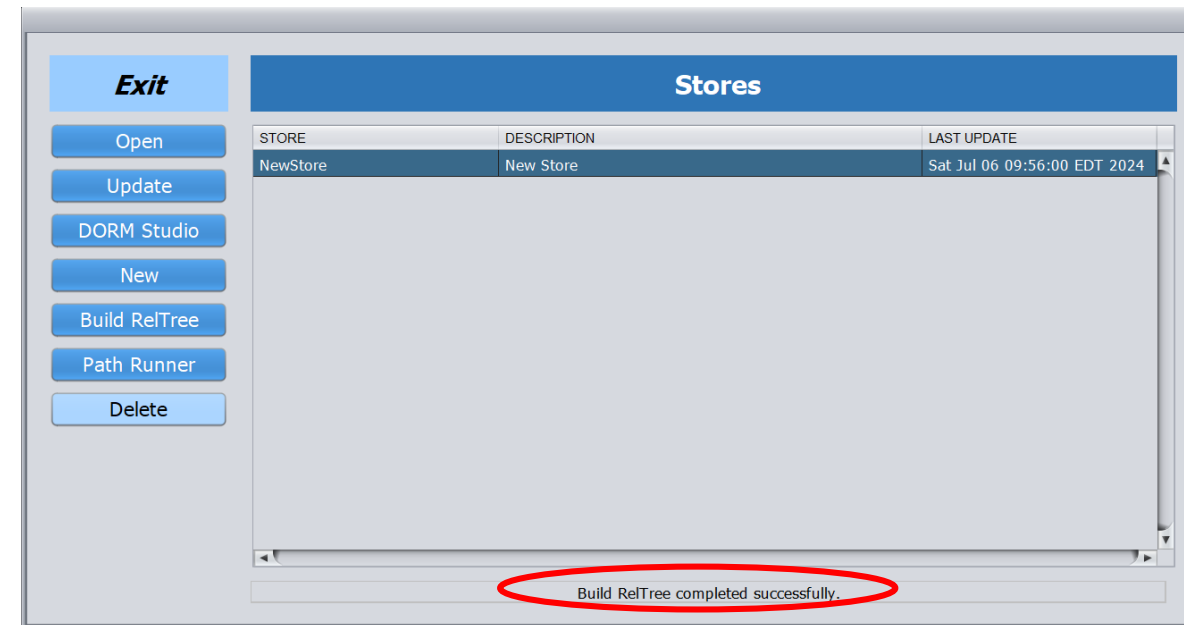 Exit
Stores
Open
Update
DORM Studio
New
Build RelTree
Path Runner
Delete
STORE DESCRIPTION LAST UPDATE
NewStore New Store Sat Jul 06 09:56:00 EDT 2024
Build RelTree completed successfully.